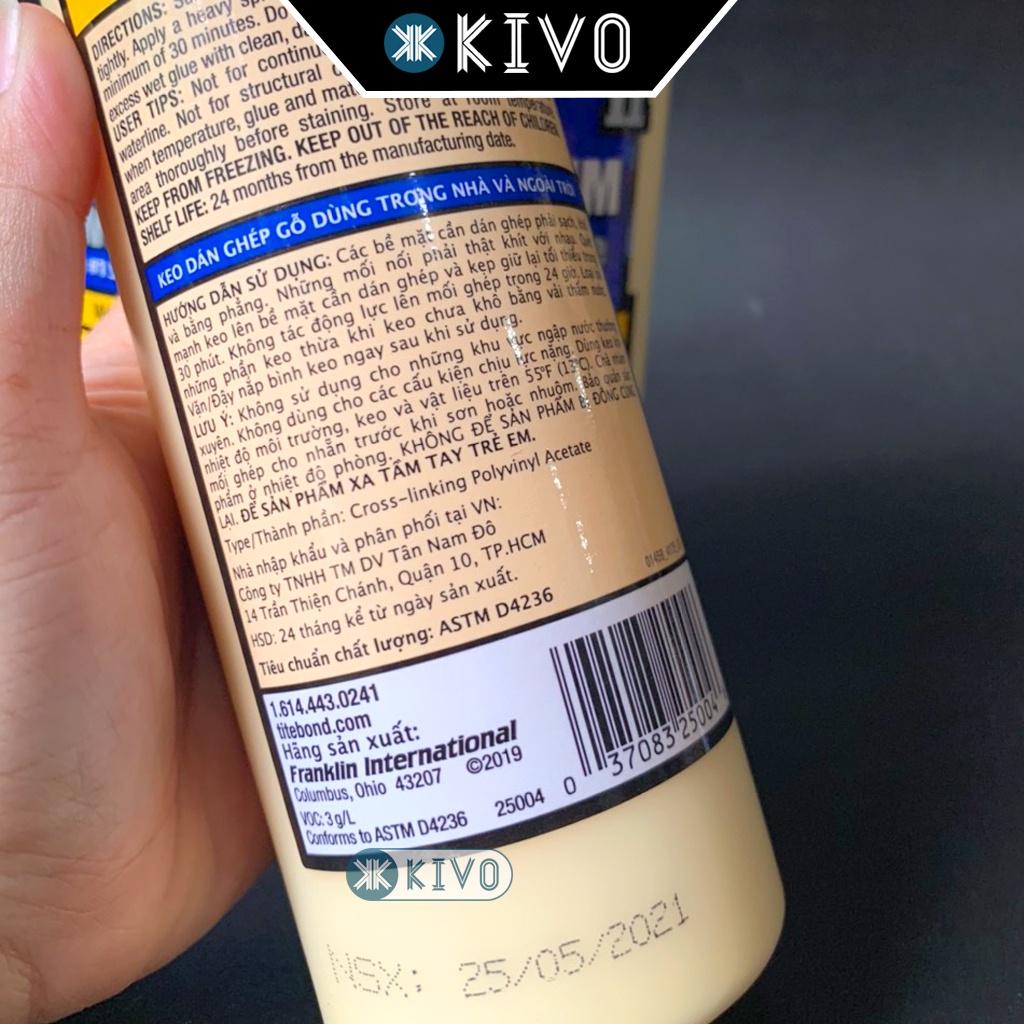 KIVO
DIRECTIONS:
tightly. Apply a heavy
minimum of 30 minutes. Do
excess wet glue with clean,
USER TIPS: Not for
waterline. Not for structural
when temperature, glue and
area thoroughly before staining. Store at room temperature.
KEEP FROM FREEZING. KEEP OUT OF THE REACH OF CHILDREN.
SHELF LIFE: 24 months from the manufacturing date.
KEO DÁN GHÉP GỖ DÙNG TRONG NHÀ VÀ NGOÀI TRỜI
HƯỚNG DẪN SỬ DỤNG: Các bề mặt cần dán ghép phải sạch,
và bằng phẳng. Những mối nối phải thật khít với nhau.
mạnh keo lên bề mặt cần dán ghép và kẹp giữ lại tối thiểu trong
30 phút. Không tác động lực lên mối ghép trong 24 giờ. Loại
những phần keo thừa khi keo chưa khô bằng vải thấm nước.
Vặn/Đậy nắp bình keo ngay sau khi sử dụng.
LƯU Ý: Không sử dụng cho những khu vực ngập nước thường
xuyên. Không dùng cho các cấu kiện chịu lực nặng. Dùng keo
nhiệt độ môi trường, keo và vật liệu trên 55°F (13°C). Chà
mối ghép cho nhẵn trước khi sơn hoặc nhuộm. Bảo quản
phẩm ở nhiệt độ phòng. KHÔNG ĐỂ SẢN PHẨM BỊ ĐÔNG CỨNG
LẠI. ĐỂ SẢN PHẨM XA TẦM TAY TRẺ EM.
Type/Thành phần: Cross-linking Polyvinyl Acetate
Nhà nhập khẩu và phân phối tại VN:
Công ty TNHH TM DV Tân Nam Đô
14 Trần Thiện Chánh, Quận 10, TP.HCM
HSD: 24 tháng kể từ ngày sản xuất.
Tiêu chuẩn chất lượng: ASTM D4236
1.614.443.0241
titebond.com
Hãng sản xuất:
Franklin International
Columbus, Ohio 43207 ©2019
VOC: 3 g/L
Conforms to ASTM D4236 25004
0 37083 25004
KIVO
NSX: 25/05/2021